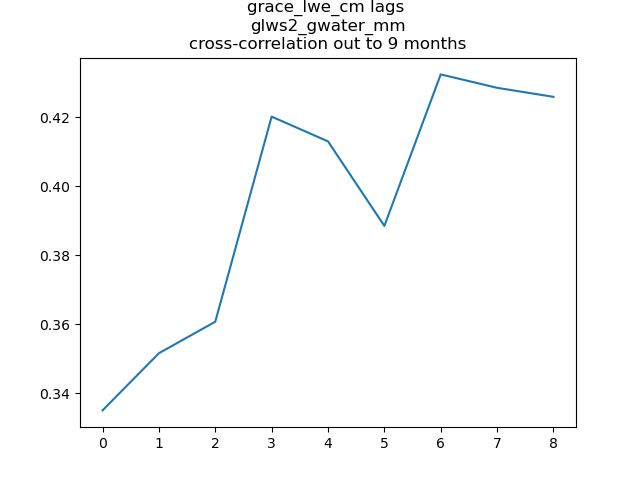 grace_lwe_cm lags
glws2_gwater_mm
cross-correlation out to 9 months
0.42
0.40
0.38
0.36
0.34
0 1 2 3 4 5 6 7 8